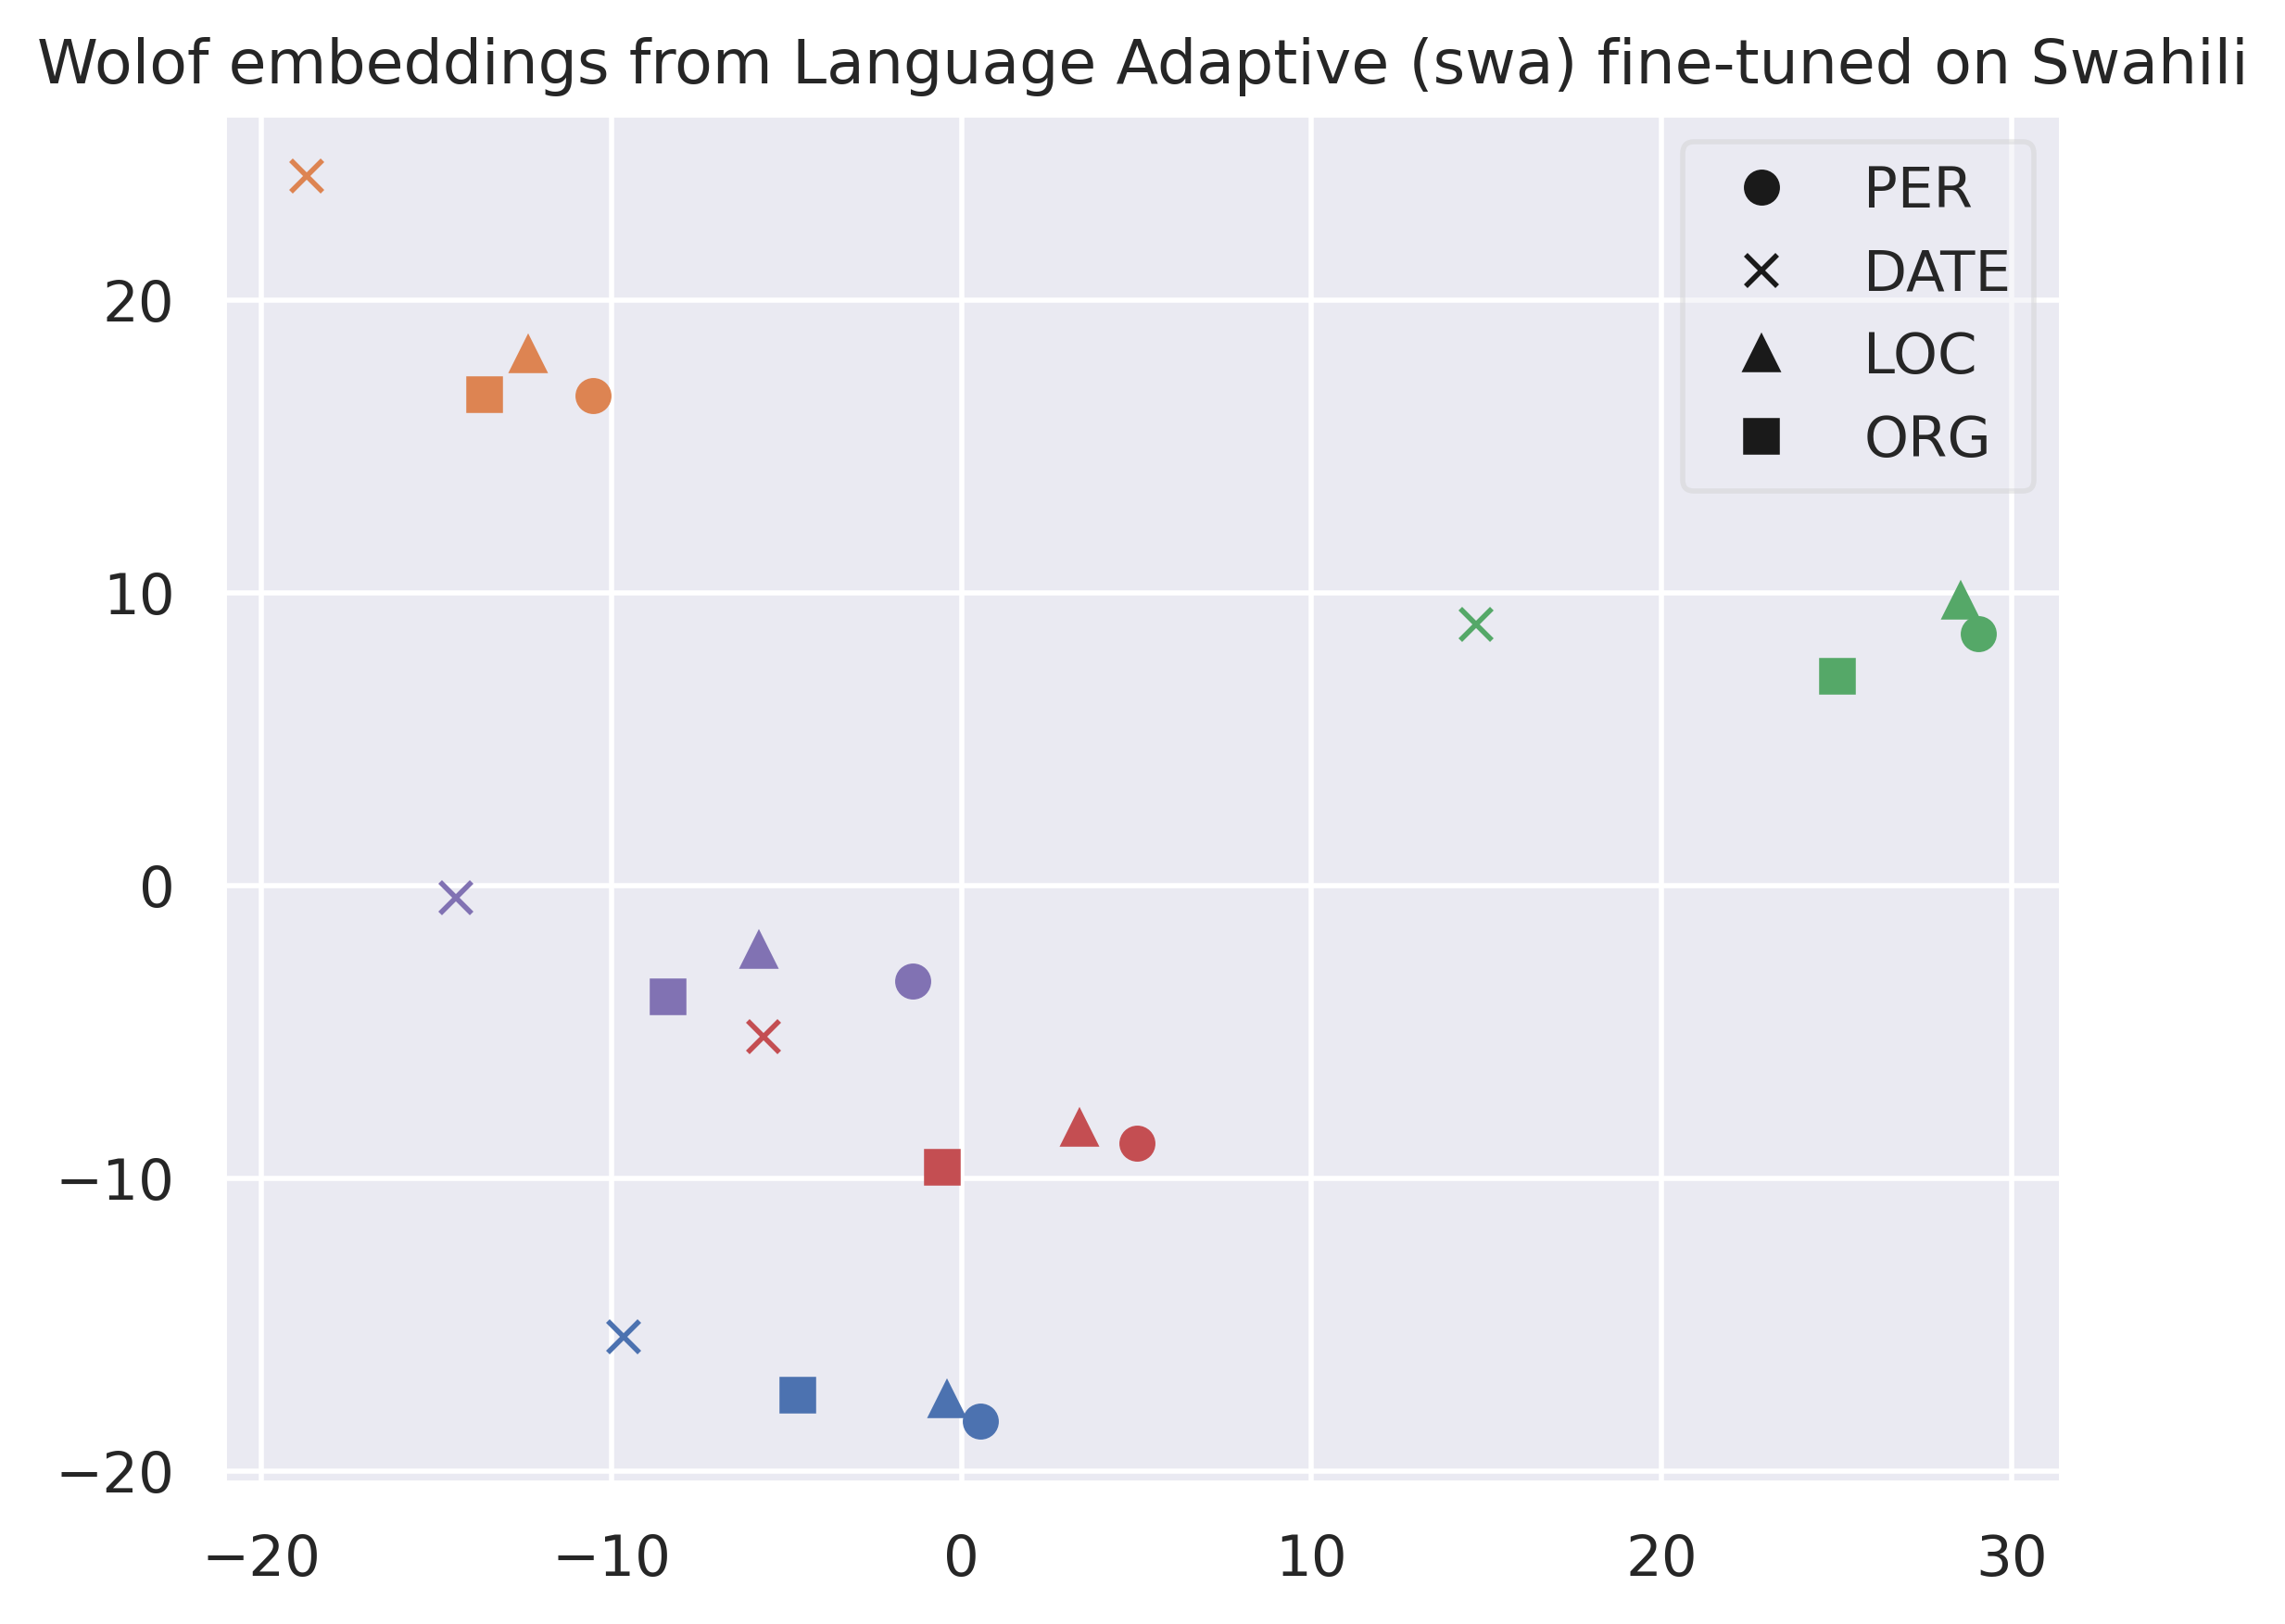 Wolof embeddings from Language Adaptive (swa) fine-tuned on Swahili
PER
DATE
LOC
ORG
20
10
0
−10
−20
−20 −10 0 10 20 30